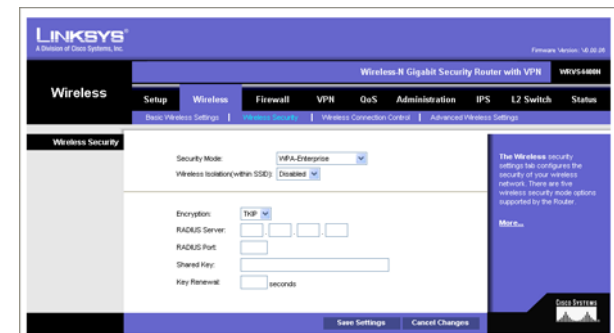 LINKSYS®
A Division of Cisco Systems, Inc.
Firmware Version:
Wireless-N Gigabit Security Router with VPN WRVS4400N
Wireless
Setup Wireless Firewall VPN QoS Administration IPS L2 Switch Status
Basic Wireless Settings | Wireless Security | Wireless Connection Control | Advanced Wireless Settings
Wireless Security
Security Mode: WPA-Enterprise
Wireless Isolation(within SSID): Disabled
Encryption: TKIP
RADIUS Server: . . .
RADIUS Port:
Shared Key:
Key Renewal: seconds
The Wireless security
settings tab configures the
security of your wireless
network. There are five
wireless security mode options
supported by the Router.
More...
Save Settings Cancel Changes
Cisco Systems